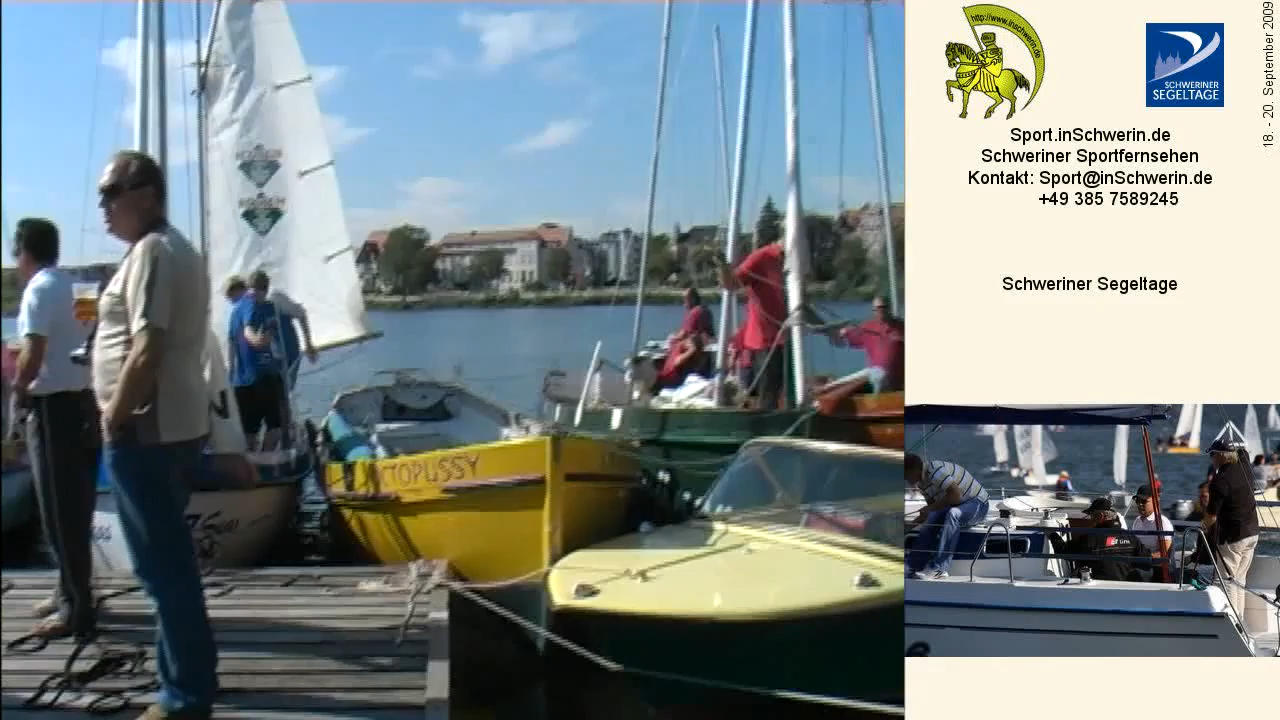 http://www.inschwerin.de
SCHWERINER
SEGELTAGE
18. - 20. September 2009
Sport.inSchwerin.de
Schweriner Sportfernsehen
Kontakt: Sport@inSchwerin.de
+49 385 7589245
Schweriner Segeltage
CTOPUSSY